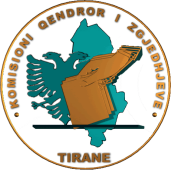 • KOMISIONI QENDROR I ZGJEDHJEVE •
TIRANE